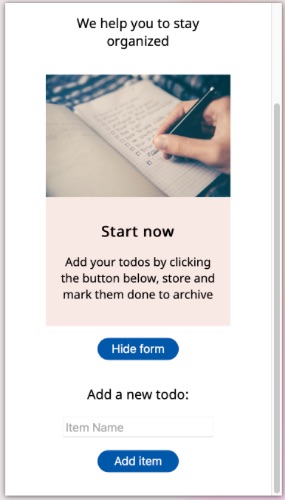 We help you to stay
organized
Start now
Add your todos by clicking
the button below, store and
mark them done to archive
Hide form
Add a new todo:
Item Name
Add item